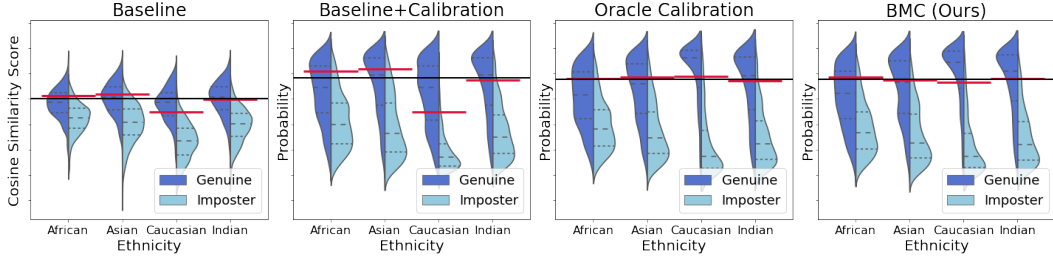 Baseline
Cosine Similarity Score
Genuine
Imposter
African Asian Caucasian Indian
Ethnicity
Baseline+Calibration
Probability
Genuine
Imposter
African Asian Caucasian Indian
Ethnicity
Oracle Calibration
Probability
Genuine
Imposter
African Asian Caucasian Indian
Ethnicity
BMC (Ours)
Probability
Genuine
Imposter
African Asian Caucasian Indian
Ethnicity